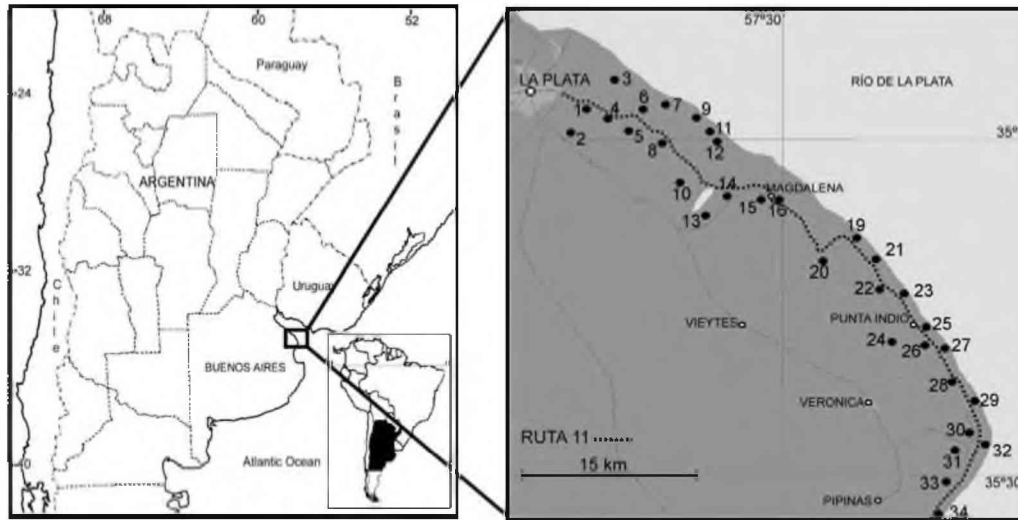 68 60 52
Paraguay
Brasil
24
ARGENTINA
Chile
32
Uruguay
BUENOS AIRES
40
Atlantic Ocean
57°30
LA PLATA
RÍO DE LA PLATA
3
1 4 6 7 9
2 5 8 11
12
35°
10 14 MAGDALENA
13 15 16
19
20 21
22 23
VIEYTES
PUNTA INDIO
25
24 26 27
28
VERONICA
29
RUTA 11
30 32
15 km
31
33 35°30
PIPINAS
34